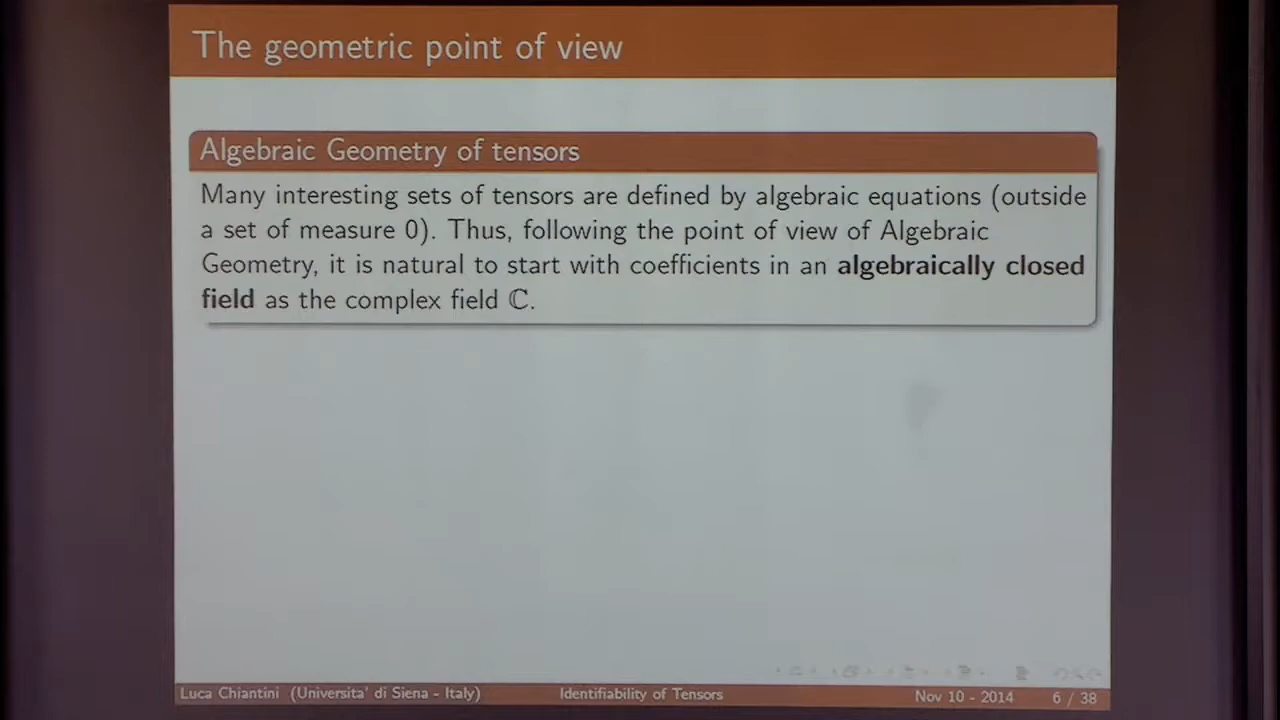 The geometric point of view
Algebraic Geometry of tensors
Many interesting sets of tensors are defined by algebraic equations (outside
a set of measure 0). Thus, following the point of view of Algebraic
Geometry, it is natural to start with coefficients in an algebraically closed
field as the complex field ℂ.
Luca Chiantini (Universita' di Siena - Italy) Identifiability of Tensors Nov 10 - 2014 6 / 38